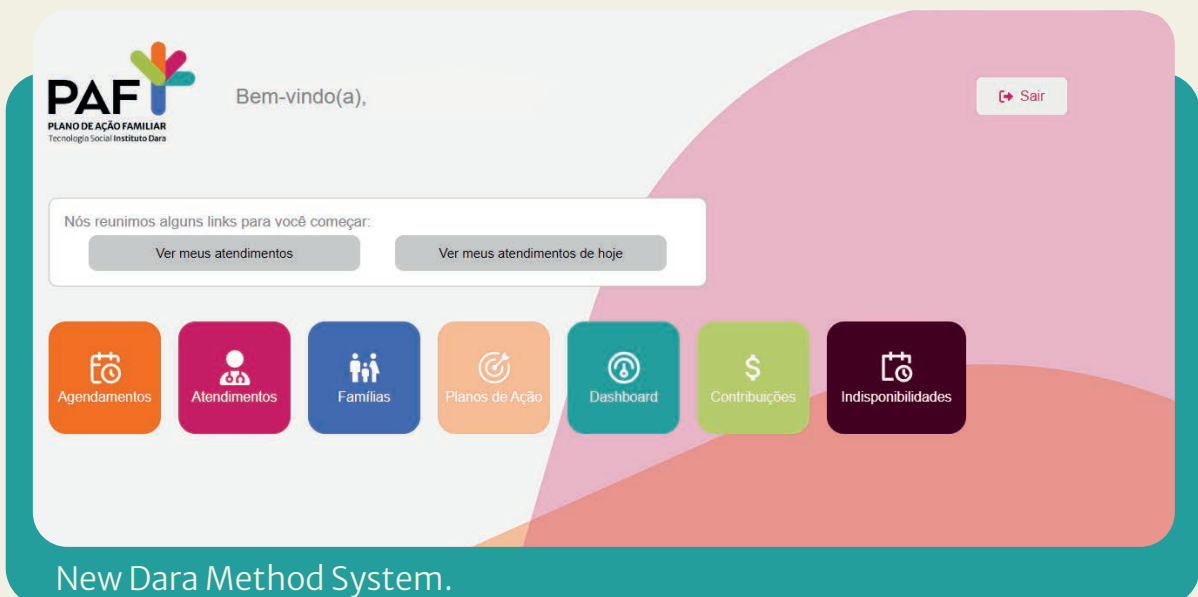 PAF
PLANO DE AÇÃO FAMILIAR
Tecnologia Social Instituto Dara
Bem-vindo(a),
Sair
Nós reunimos alguns links para você começar:
Ver meus atendimentos
Ver meus atendimentos de hoje
Agendamentos
Atendimentos
Famílias
Planos de Ação
Dashboard
Contribuições
Indisponibilidades
New Dara Method System.